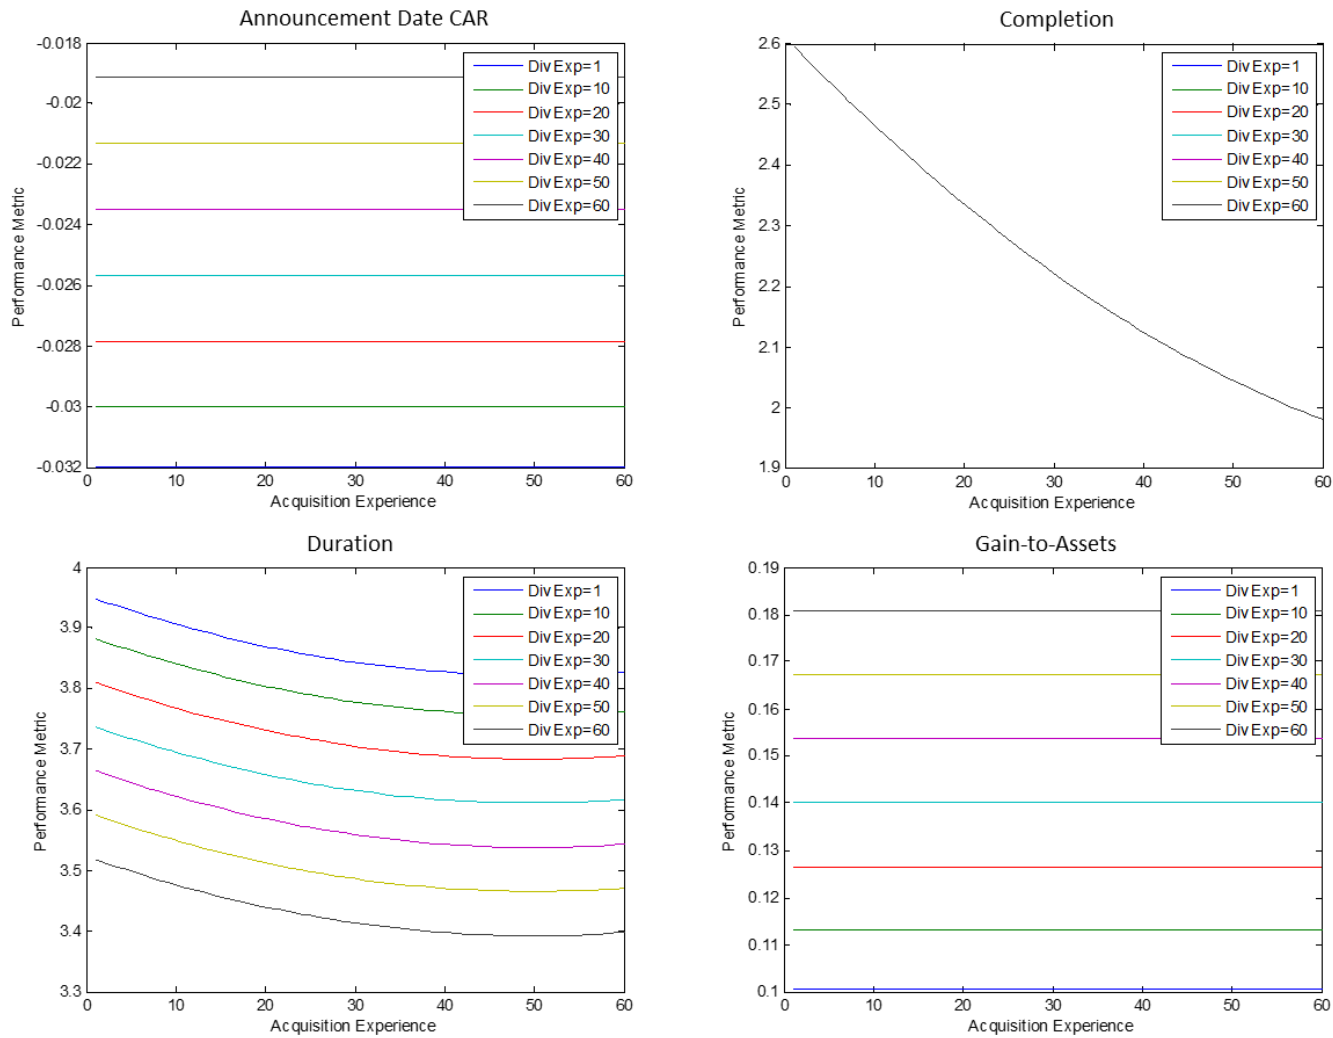 Announcement Date CAR
-0.018
-0.02
-0.022
-0.024
-0.026
-0.028
-0.03
-0.032
Performance Metric
0 10 20 30 40 50 60
Acquisition Experience
Div Exp=1
Div Exp=10
Div Exp=20
Div Exp=30
Div Exp=40
Div Exp=50
Div Exp=60
Completion
2.6
2.5
2.4
2.3
2.2
2.1
2
1.9
Performance Metric
0 10 20 30 40 50 60
Acquisition Experience
Div Exp=1
Div Exp=10
Div Exp=20
Div Exp=30
Div Exp=40
Div Exp=50
Div Exp=60
Duration
4
3.9
3.8
3.7
3.6
3.5
3.4
3.3
Performance Metric
0 10 20 30 40 50 60
Acquisition Experience
Div Exp=1
Div Exp=10
Div Exp=20
Div Exp=30
Div Exp=40
Div Exp=50
Div Exp=60
Gain-to-Assets
0.19
0.18
0.17
0.16
0.15
0.14
0.13
0.12
0.11
0.1
Performance Metric
0 10 20 30 40 50 60
Acquisition Experience
Div Exp=1
Div Exp=10
Div Exp=20
Div Exp=30
Div Exp=40
Div Exp=50
Div Exp=60